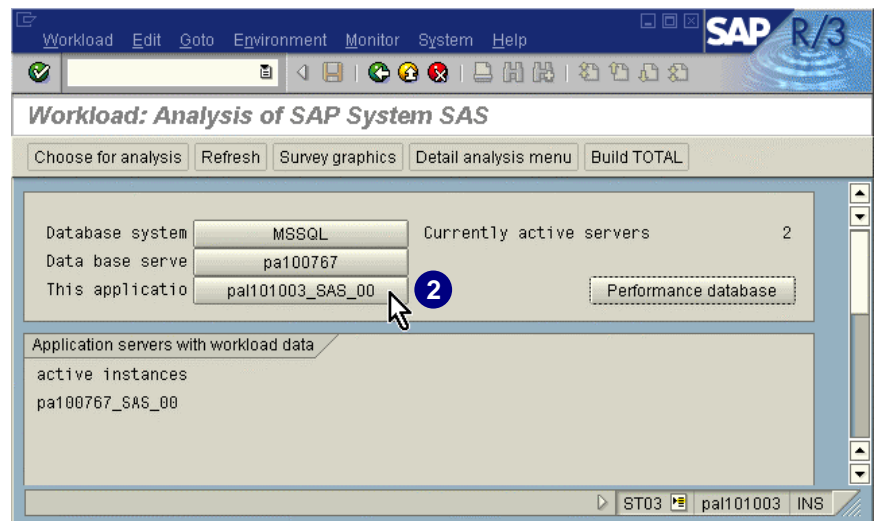 Workload Edit Goto Environment Monitor System Help
SAP R/3
Workload: Analysis of SAP System SAS
Choose for analysis Refresh Survey graphics Detail analysis menu Build TOTAL
Database system MSSQL Currently active servers 2
Data base serve pa100767
This applicatio pal101003_SAS_00 2 Performance database
Application servers with workload data
active instances
pa100767_SAS_00
ST03 pal101003 INS